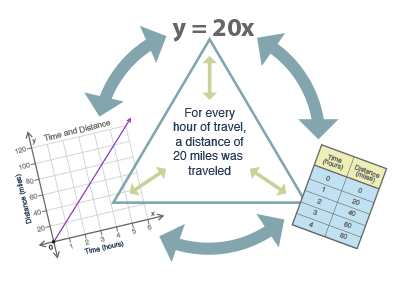 y = 20x
For every
hour of travel,
a distance of
20 miles was
traveled
Time and Distance
y
120
100
80
60
40
20
0
1 2 3 4 5 6
x
Distance (miles)
Time (hours)
Time (hours) Distance (miles)
0 0
1 20
2 40
3 60
4 80